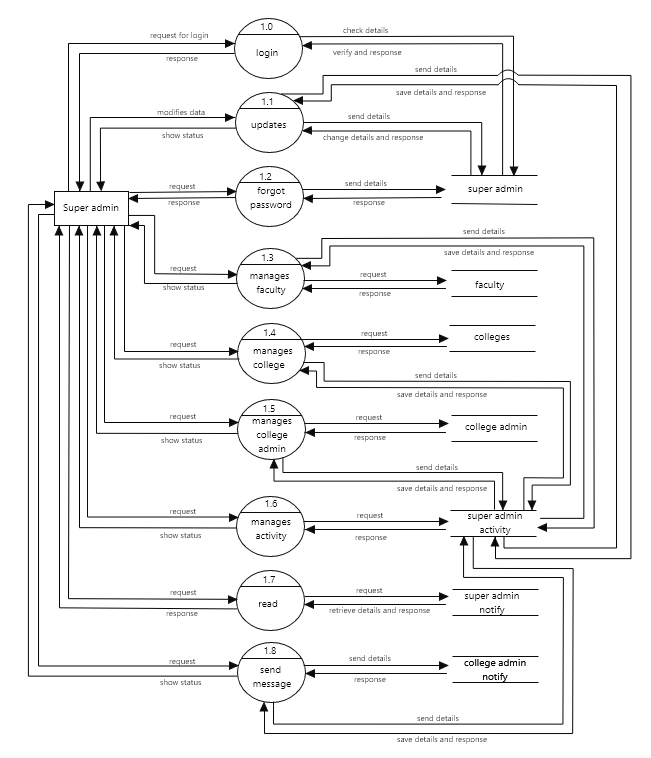 1.0
login
request for login
response
check details
verify and response
send details
save details and response
1.1
updates
modifies data
show status
send details
change details and response
1.2
forgot
password
request
response
send details
response
super admin
Super admin
send details
save details and response
1.3
manages
faculty
request
show status
request
response
faculty
1.4
manages
college
request
show status
request
response
colleges
send details
save details and response
1.5
manages
college
admin
request
show status
request
response
college admin
send details
save details and response
1.6
manages
activity
request
show status
request
response
super admin
activity
1.7
read
request
response
request
retrieve details and response
super admin
notify
1.8
send
message
request
show status
send details
response
college admin
notify
send details
save details and response